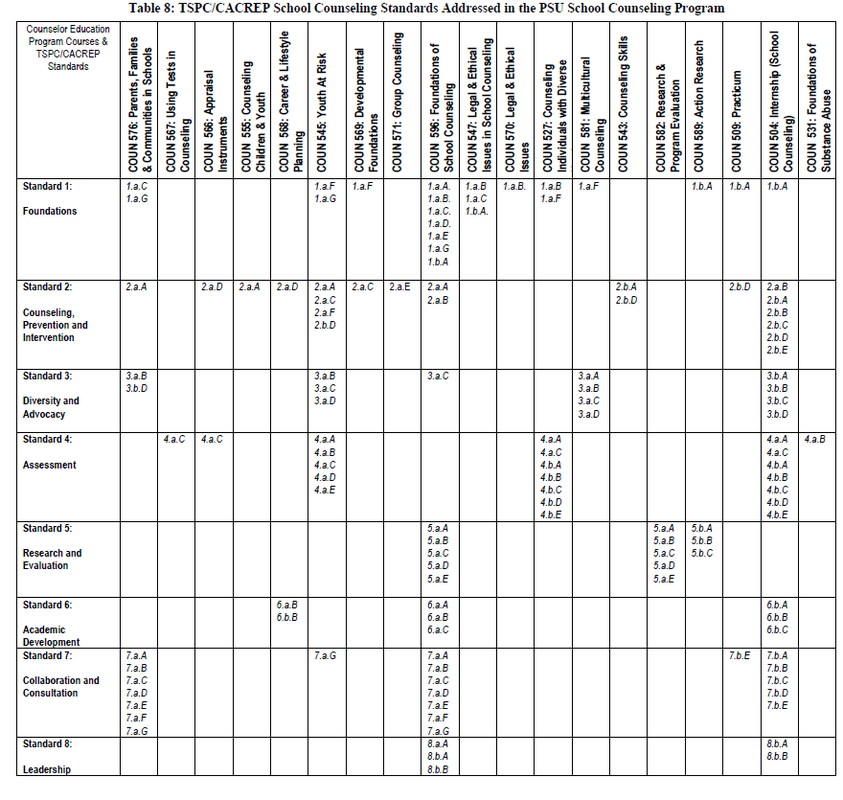 Table 8: TSPC/CACREP School Counseling Standards Addressed in the PSU School Counseling Program
Counselor Education
Program Courses &
TSPC/CACREP
Standards
COUN 576: Parents, Families
& Communities in Schools
COUN 567: Using Tests in
Counseling
COUN 566: Appraisal
Instruments
COUN 555: Counseling
Children & Youth
COUN 568: Career & Lifestyle
Planning
COUN 545: Youth At Risk
COUN 569: Developmental
Foundations
COUN 571: Group Counseling
COUN 596: Foundations of
School Counseling
COUN 547: Legal & Ethical
Issues in School Counseling
COUN 570: Legal & Ethical
Issues
COUN 527: Counseling
Individuals with Diverse
COUN 581: Multicultural
Counseling
COUN 543: Counseling Skills
COUN 582: Research &
Program Evaluation
COUN 589: Action Research
COUN 509: Practicum
COUN 504: Internship (School
Counseling)
COUN 531: Foundations of
Substance Abuse
Standard 1:
Foundations
1.a.C
1.a.G
1.a.F
1.a.G
1.a.F
1.a.A.
1.a.B.
1.a.C.
1.a.D.
1.a.E
1.a.G
1.b.A
1.a.B
1.a.C
1.b.A.
1.a.B.
1.a.B
1.a.F
1.a.F
1.b.A
1.b.A
1.b.A
Standard 2:
Counseling,
Prevention and
Intervention
2.a.A
2.a.D
2.a.A
2.a.D
2.a.A
2.a.C
2.a.F
2.b.D
2.a.C
2.a.E
2.a.A
2.a.B
2.b.A
2.b.D
2.b.D
2.a.B
2.b.A
2.b.B
2.b.C
2.b.D
2.b.E
Standard 3:
Diversity and
Advocacy
3.a.B
3.b.D
3.a.B
3.a.C
3.a.D
3.a.C
3.a.A
3.a.B
3.a.C
3.a.D
3.b.A
3.b.B
3.b.C
3.b.D
Standard 4:
Assessment
4.a.C
4.a.C
4.a.A
4.a.B
4.a.C
4.a.D
4.a.E
4.a.A
4.a.C
4.b.A
4.b.B
4.b.C
4.b.D
4.b.E
4.a.A
4.a.C
4.b.A
4.b.B
4.b.C
4.b.D
4.b.E
4.a.B
Standard 5:
Research and
Evaluation
5.a.A
5.a.B
5.a.C
5.a.D
5.a.E
5.a.A
5.a.B
5.a.C
5.a.D
5.a.E
5.b.A
5.b.B
5.b.C
Standard 6:
Academic
Development
6.a.B
6.b.B
6.a.A
6.a.B
6.a.C
6.b.A
6.b.B
6.b.C
Standard 7:
Collaboration and
Consultation
7.a.A
7.a.B
7.a.C
7.a.D
7.a.E
7.a.F
7.a.G
7.a.G
7.a.A
7.a.B
7.a.C
7.a.D
7.a.E
7.a.F
7.a.G
7.b.E
7.b.A
7.b.B
7.b.C
7.b.D
7.b.E
Standard 8:
Leadership
8.a.A
8.b.A
8.b.B
8.b.A
8.b.B